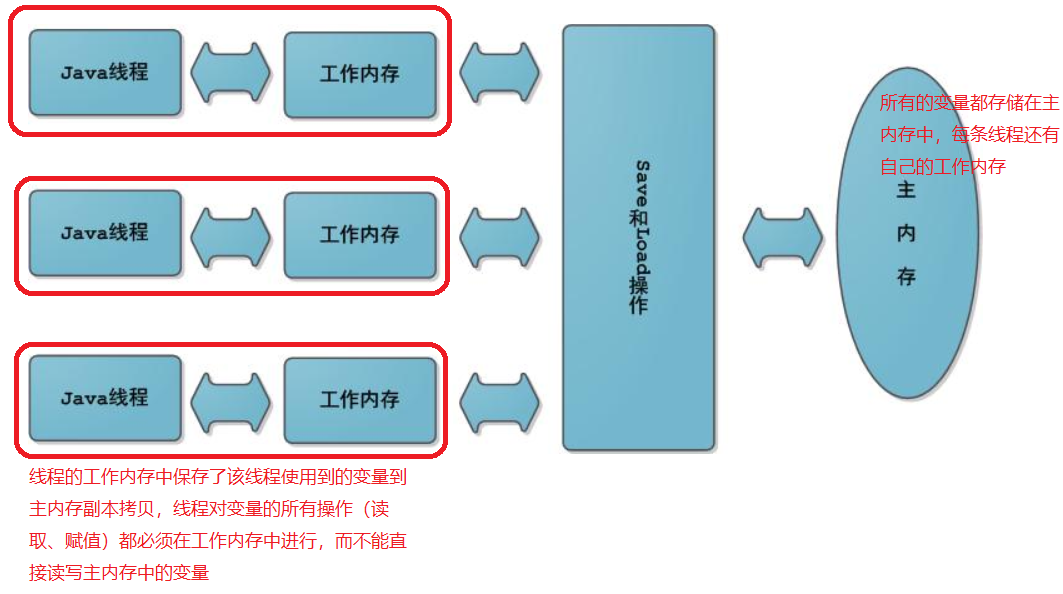 Java线程
工作内存
Java线程
工作内存
Java线程
工作内存
Save和Load操作
主
内
存
所有的变量都存储在主
内存中，每条线程还有
自己的工作内存
线程的工作内存中保存了该线程使用到的变量到
主内存副本拷贝，线程对变量的所有操作（读
取、赋值）都必须在工作内存中进行，而不能直
接读写主内存中的变量